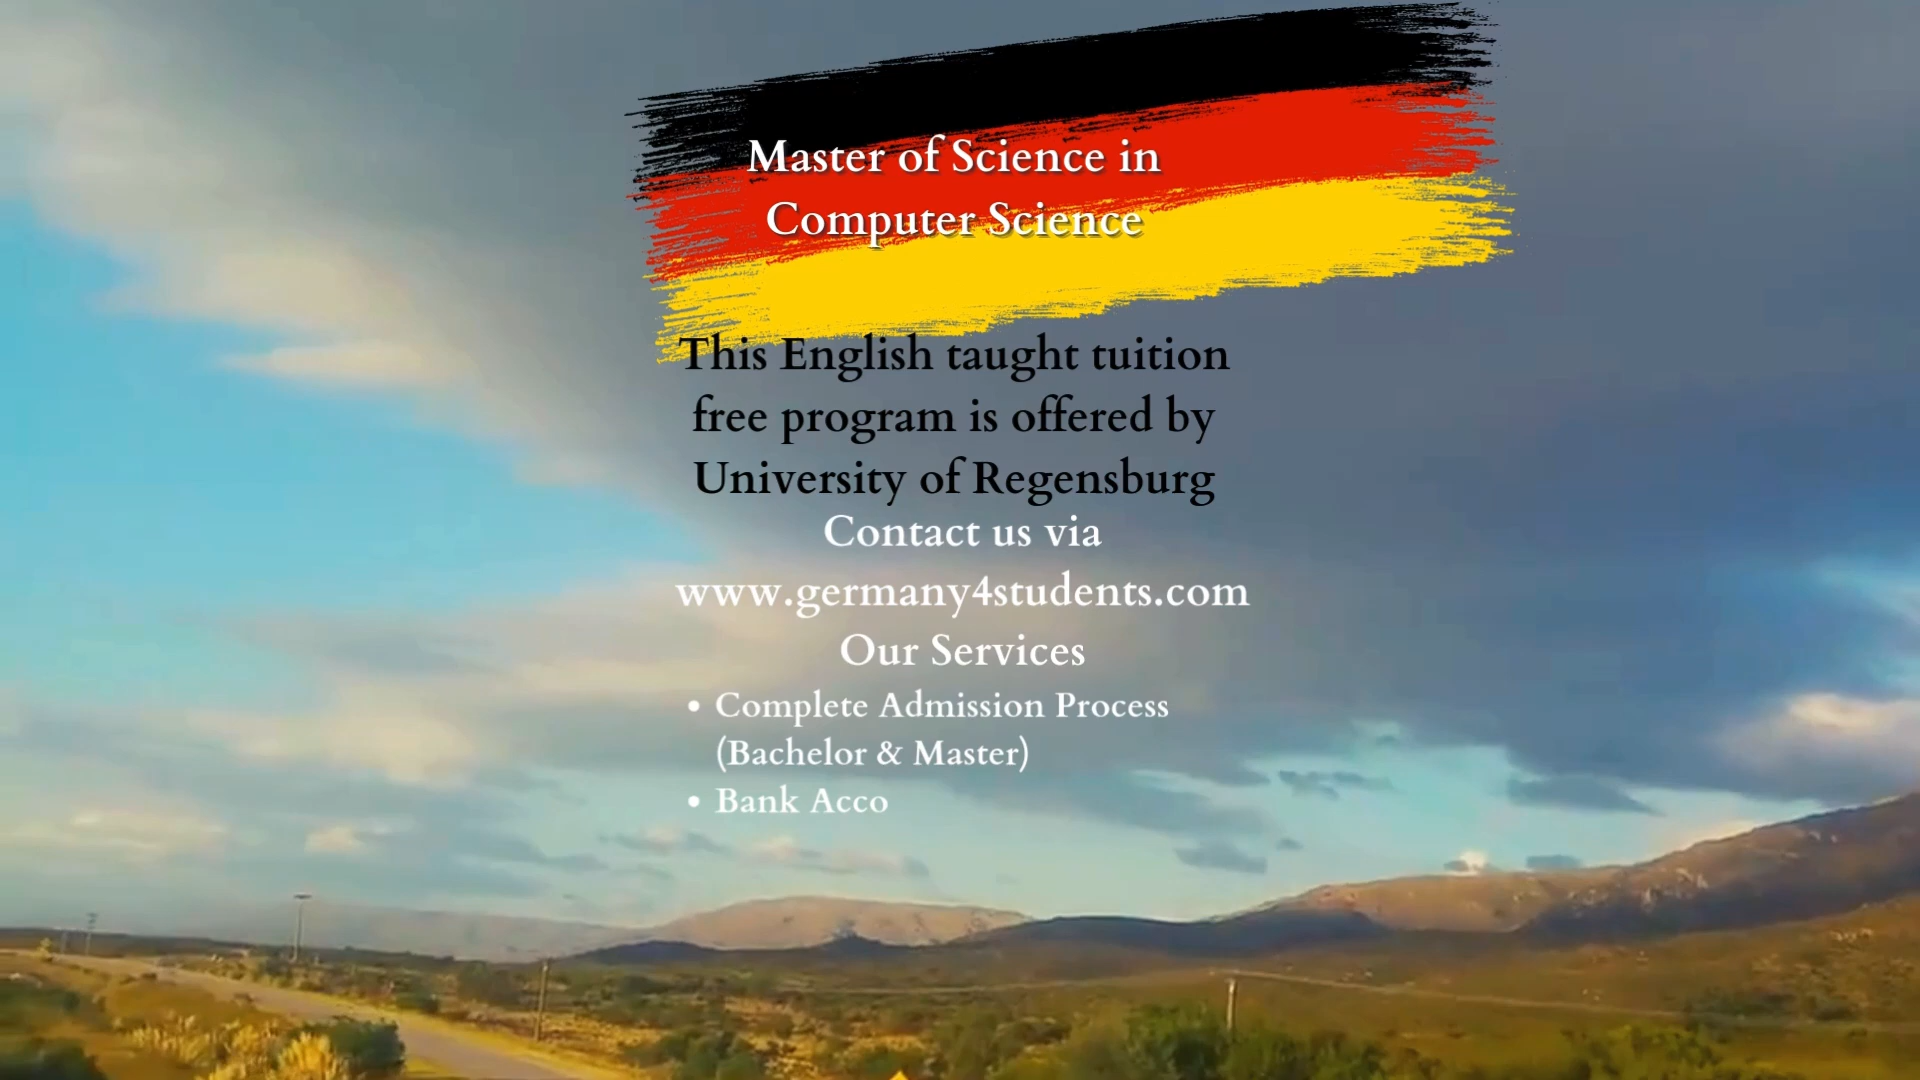 Master of Science in
Computer Science
This English taught tuition
free program is offered by
University of Regensburg
Contact us via
www.germany4students.com
Our Services
• Complete Admission Process
(Bachelor & Master)
• Bank Acco